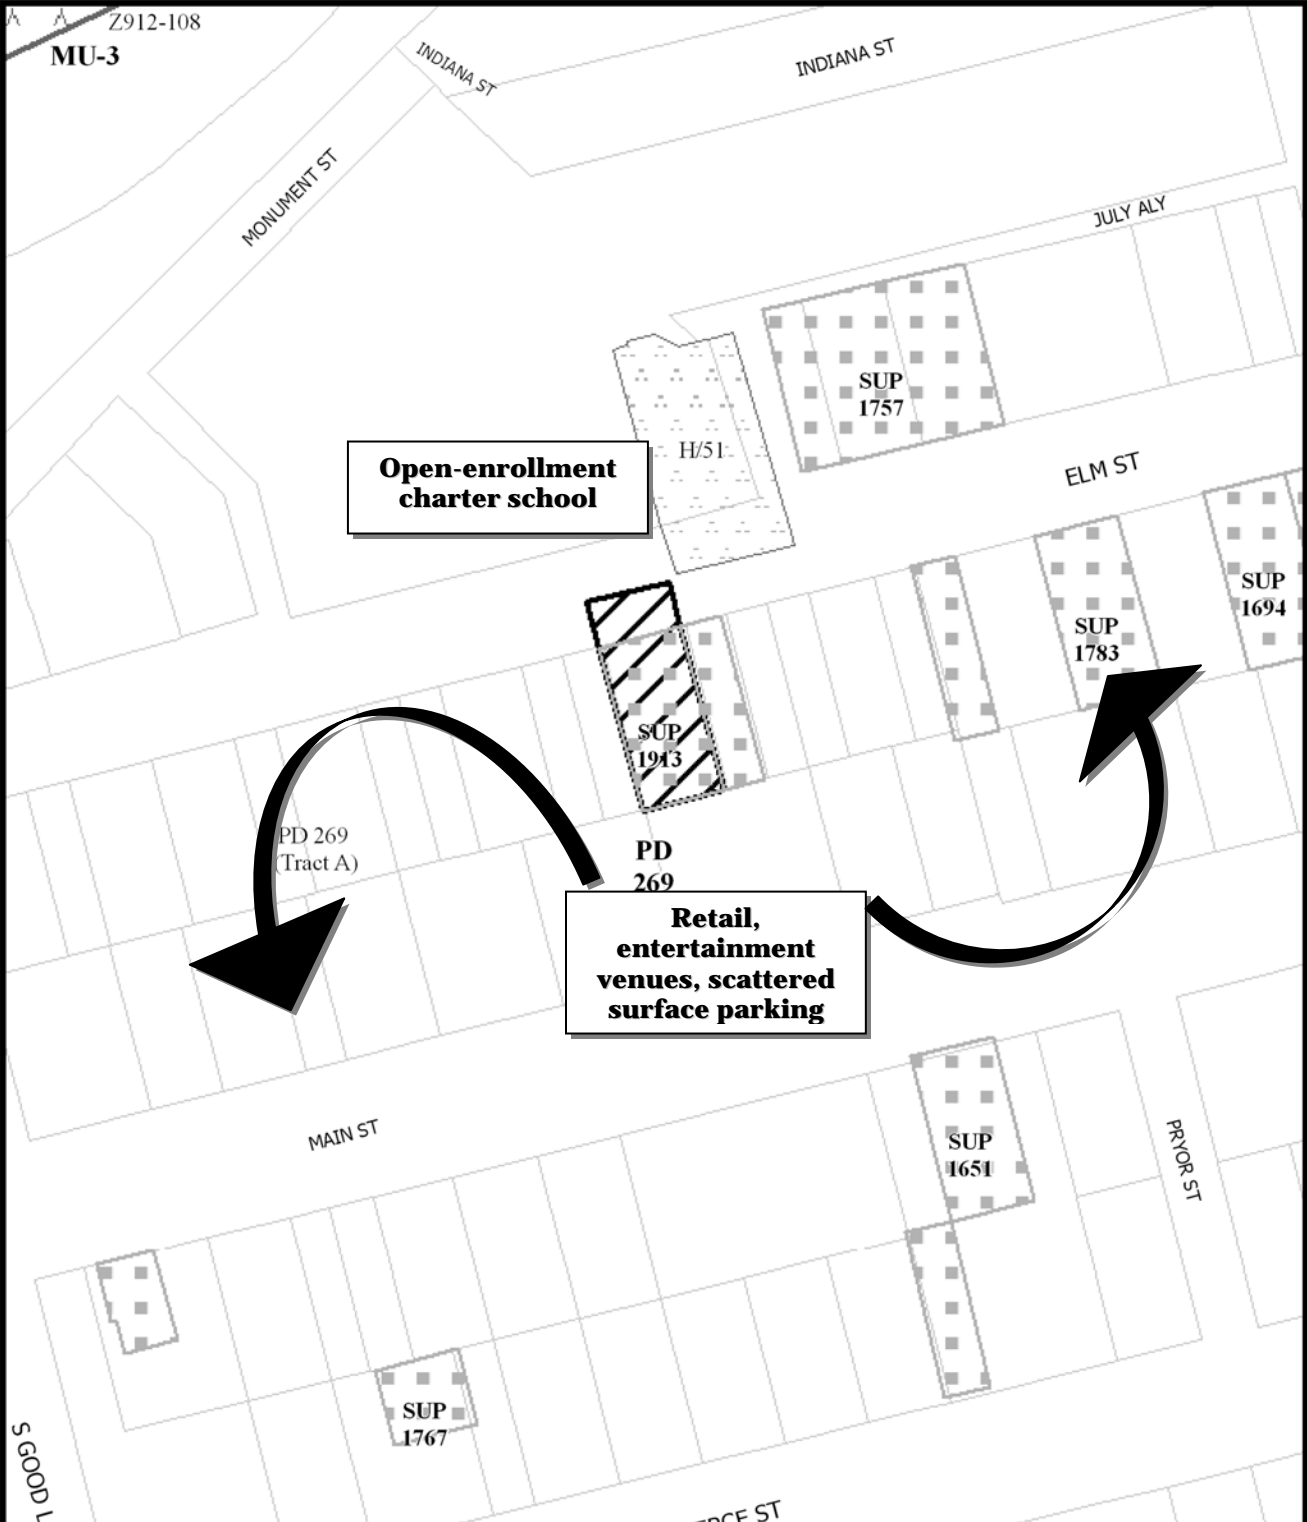 Z912-108
MU-3
INDIANA ST
INDIANA ST
MONUMENT ST
JULY ALY
SUP
1757
H/51
ELM ST
Open-enrollment
charter school
SUP
1694
SUP
1783
SUP
1913
PD 269
(Tract A)
PD
269
Retail,
entertainment
venues, scattered
surface parking
MAIN ST
SUP
1651
PRYOR ST
SUP
1767
S GOOD L
ST